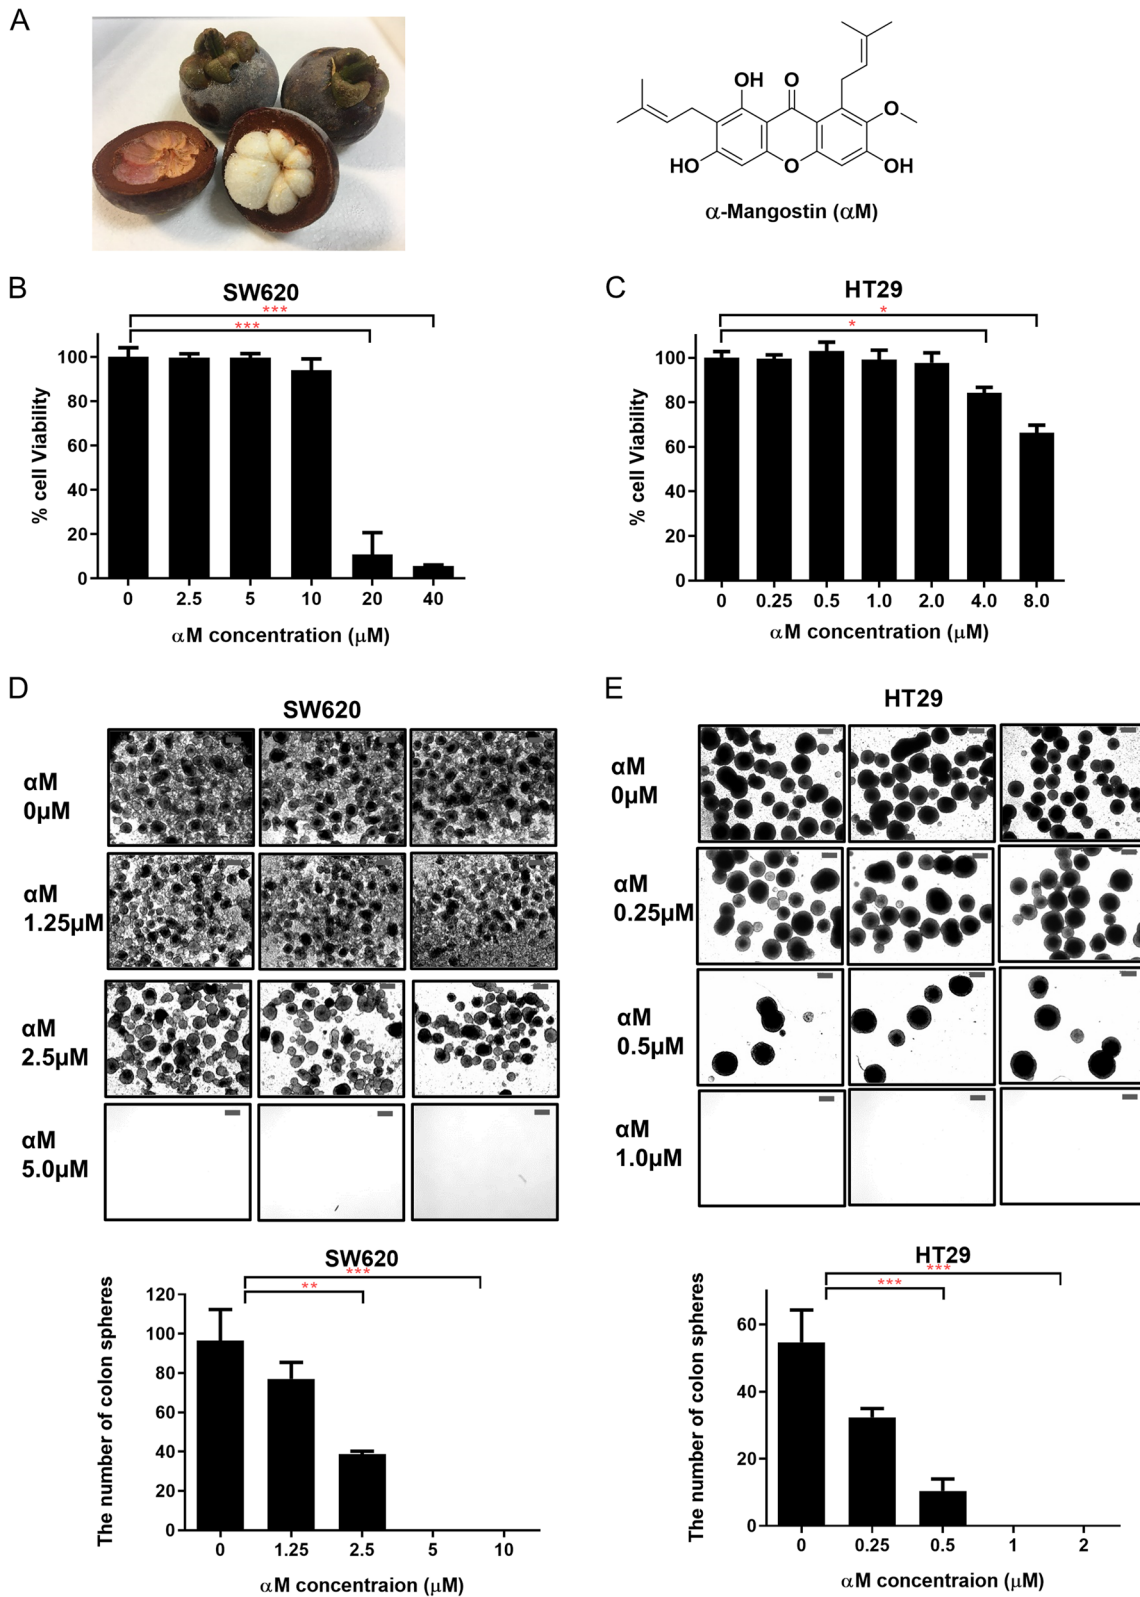 A
OH
O
O
HO
O
OH
α-Mangostin (αM)
B
SW620
***
***
% cell Viability
100
80
60
40
20
0
0 2.5 5 10 20 40
αM concentration (μM)
C
HT29
*
*
% cell Viability
100
80
60
40
20
0
0 0.25 0.5 1.0 2.0 4.0 8.0
αM concentration (μM)
D
SW620
αM
0μM
αM
1.25μM
αM
2.5μM
αM
5.0μM
SW620
***
**
The number of colon spheres
120
100
80
60
40
20
0
0 1.25 2.5 5 10
αM concentraion (μM)
E
HT29
αM
0μM
αM
0.25μM
αM
0.5μM
αM
1.0μM
HT29
***
***
The number of colon spheres
60
40
20
0
0 0.25 0.5 1 2
αM concentraion (μM)